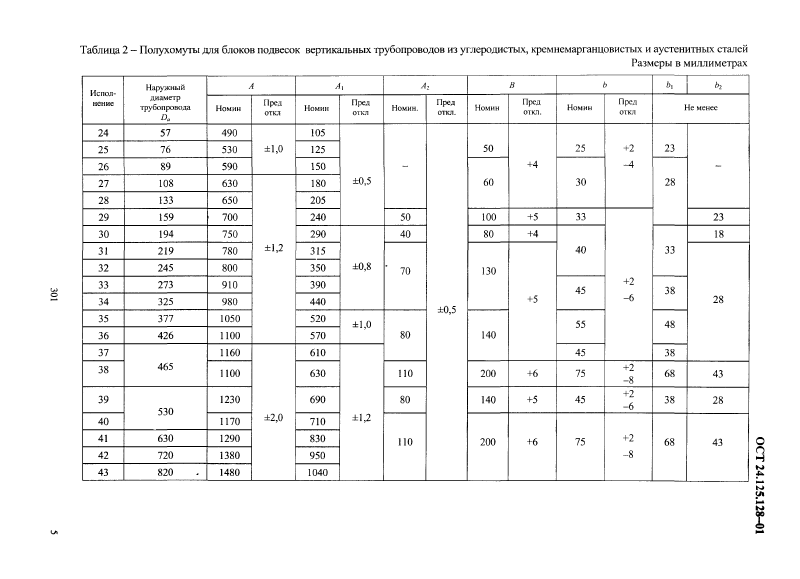 Таблица 2 – Полухомуты для блоков подвесок вертикальных трубопроводов из углеродистых, кремнемарганцовистых и аустенитных сталей
Размеры в миллиметрах
Испол-нение | Наружный диаметр трубопровода Dн | A | A1 | A2 | B | b | b1 | b2
Номин | Пред откл | Номин | Пред откл | Номин. | Пред откл. | Номин | Пред откл. | Номин | Пред откл | Не менее
24 57 490 ±1,0 105 ±0,5 – ±0,5 50 +4 25 +2 –4 23 –
25 76 530 125
26 89 590 150 60 30 28
27 108 630 ±1,2 180
28 133 650 205
29 159 700 240 50 100 +5 33 +2 –6 23
30 194 750 290 ±0,8 40 80 +4 40 33 18
31 219 780 315 70 130 +5 28
32 245 800 350
33 273 910 390 45 38
34 325 980 440
35 377 1050 520 ±1,0 80 140 55 48
36 426 1100 570
37 465 1160 ±2,0 610 ±1,2 45 38
38 1100 630 110 200 +6 75 +2 –8 68 43
39 530 1230 690 80 140 +5 45 +2 –6 38 28
40 1170 710 110 200 +6 75 +2 –8 68 43
41 630 1290 830
42 720 1380 950
43 820 1480 1040
301
5
ОСТ 24.125.128–01